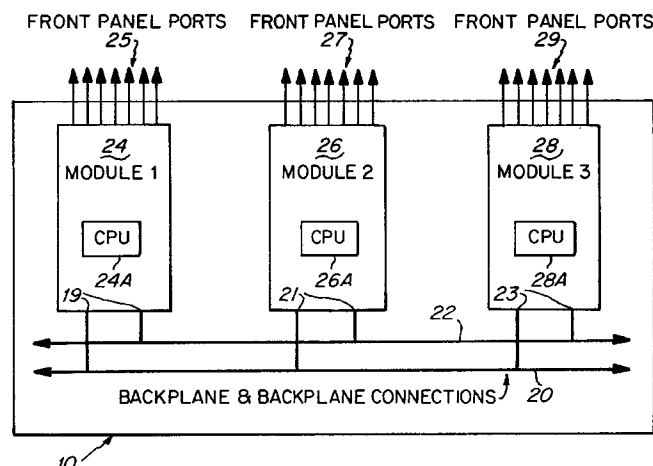 FRONT PANEL PORTS FRONT PANEL PORTS FRONT PANEL PORTS
25 27 29
24 26 28
MODULE 1 MODULE 2 MODULE 3
CPU CPU CPU
24A 26A 28A
19 21 23
22
BACKPLANE & BACKPLANE CONNECTIONS 20
10